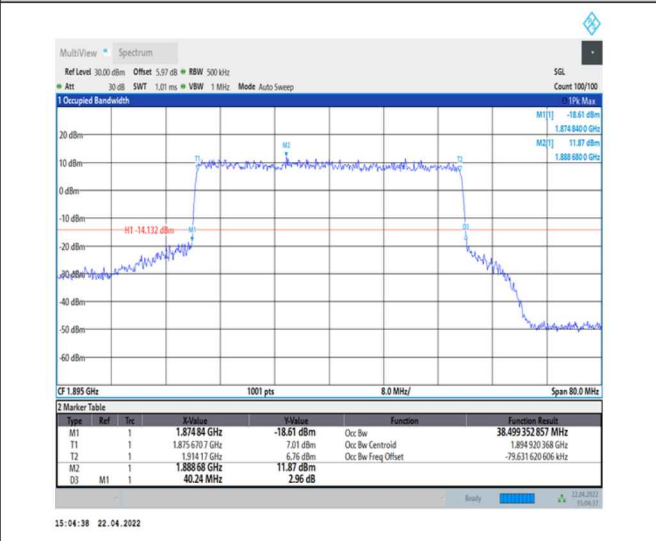 MultiView Spectrum
Ref Level 30.00 dBm Offset 5.97 dB RBW 500 kHz SGL
Att 30 dB SWT 1.01 ms VBW 1 MHz Mode Auto Sweep Count 100/100
1 Occupied Bandwidth 1Pk Max
M1[1] -18.61 dBm
1.874 840 0 GHz
20 dBm
M2[1] 11.87 dBm
M2
1.888 680 0 GHz
10 dBm T1 T2
0 dBm
-10 dBm
H1 -14.132 dBm M1 D3
-20 dBm
-30 dBm
-40 dBm
-50 dBm
-60 dBm
CF 1.895 GHz 1001 pts 8.0 MHz/ Span 80.0 MHz
2 Marker Table
Type Ref Trc X-Value Y-Value Function Function Result
M1 1 1.874 84 GHz -18.61 dBm Occ Bw 38.499 352 857 MHz
T1 1 1.875 670 7 GHz 7.01 dBm Occ Bw Centroid 1.894 920 368 GHz
T2 1 1.914 17 GHz 6.76 dBm Occ Bw Freq Offset -79.631 620 606 kHz
M2 1 1.888 68 GHz 11.87 dBm
D3 M1 1 40.24 MHz 2.96 dB
Ready 22.04.2022
15:04:37
15:04:38 22.04.2022